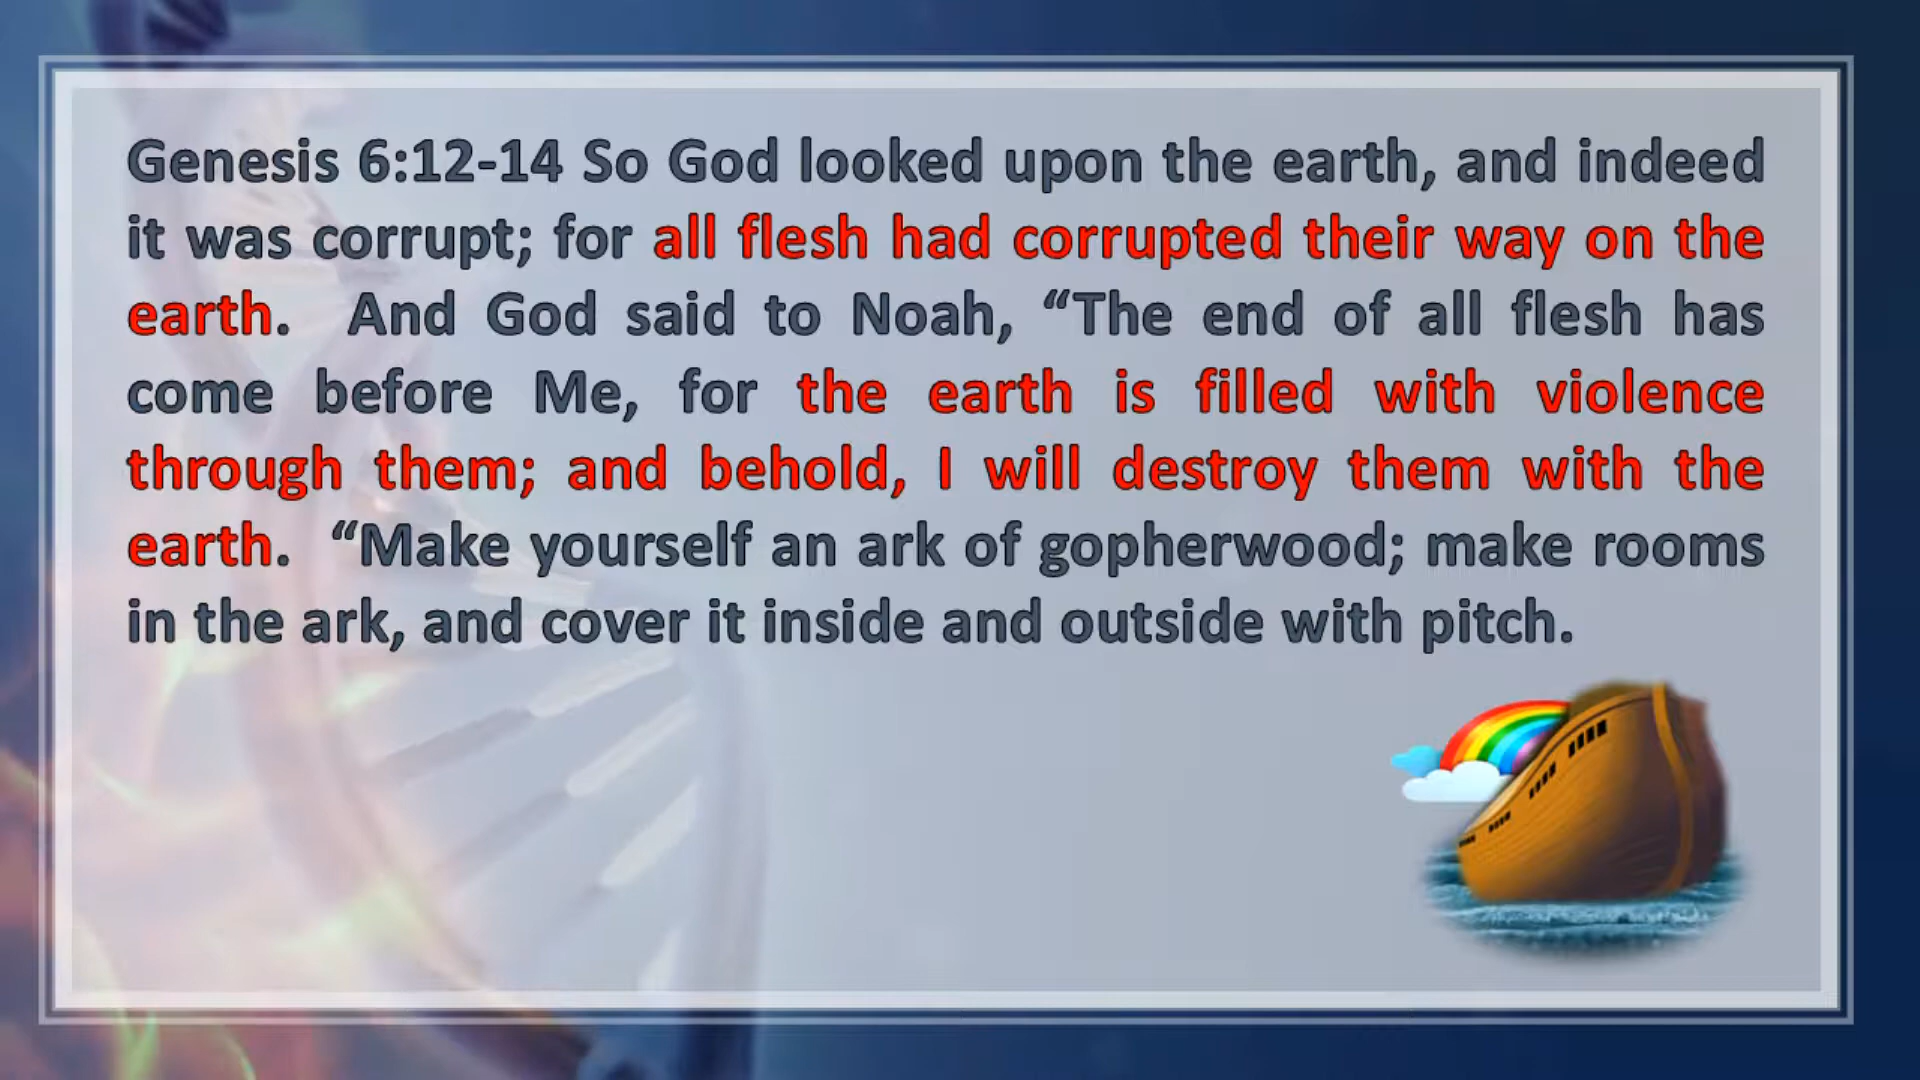 Genesis 6:12-14 So God looked upon the earth, and indeed
it was corrupt; for all flesh had corrupted their way on the
earth. And God said to Noah, “The end of all flesh has
come before Me, for the earth is filled with violence
through them; and behold, I will destroy them with the
earth. “Make yourself an ark of gopherwood; make rooms
in the ark, and cover it inside and outside with pitch.